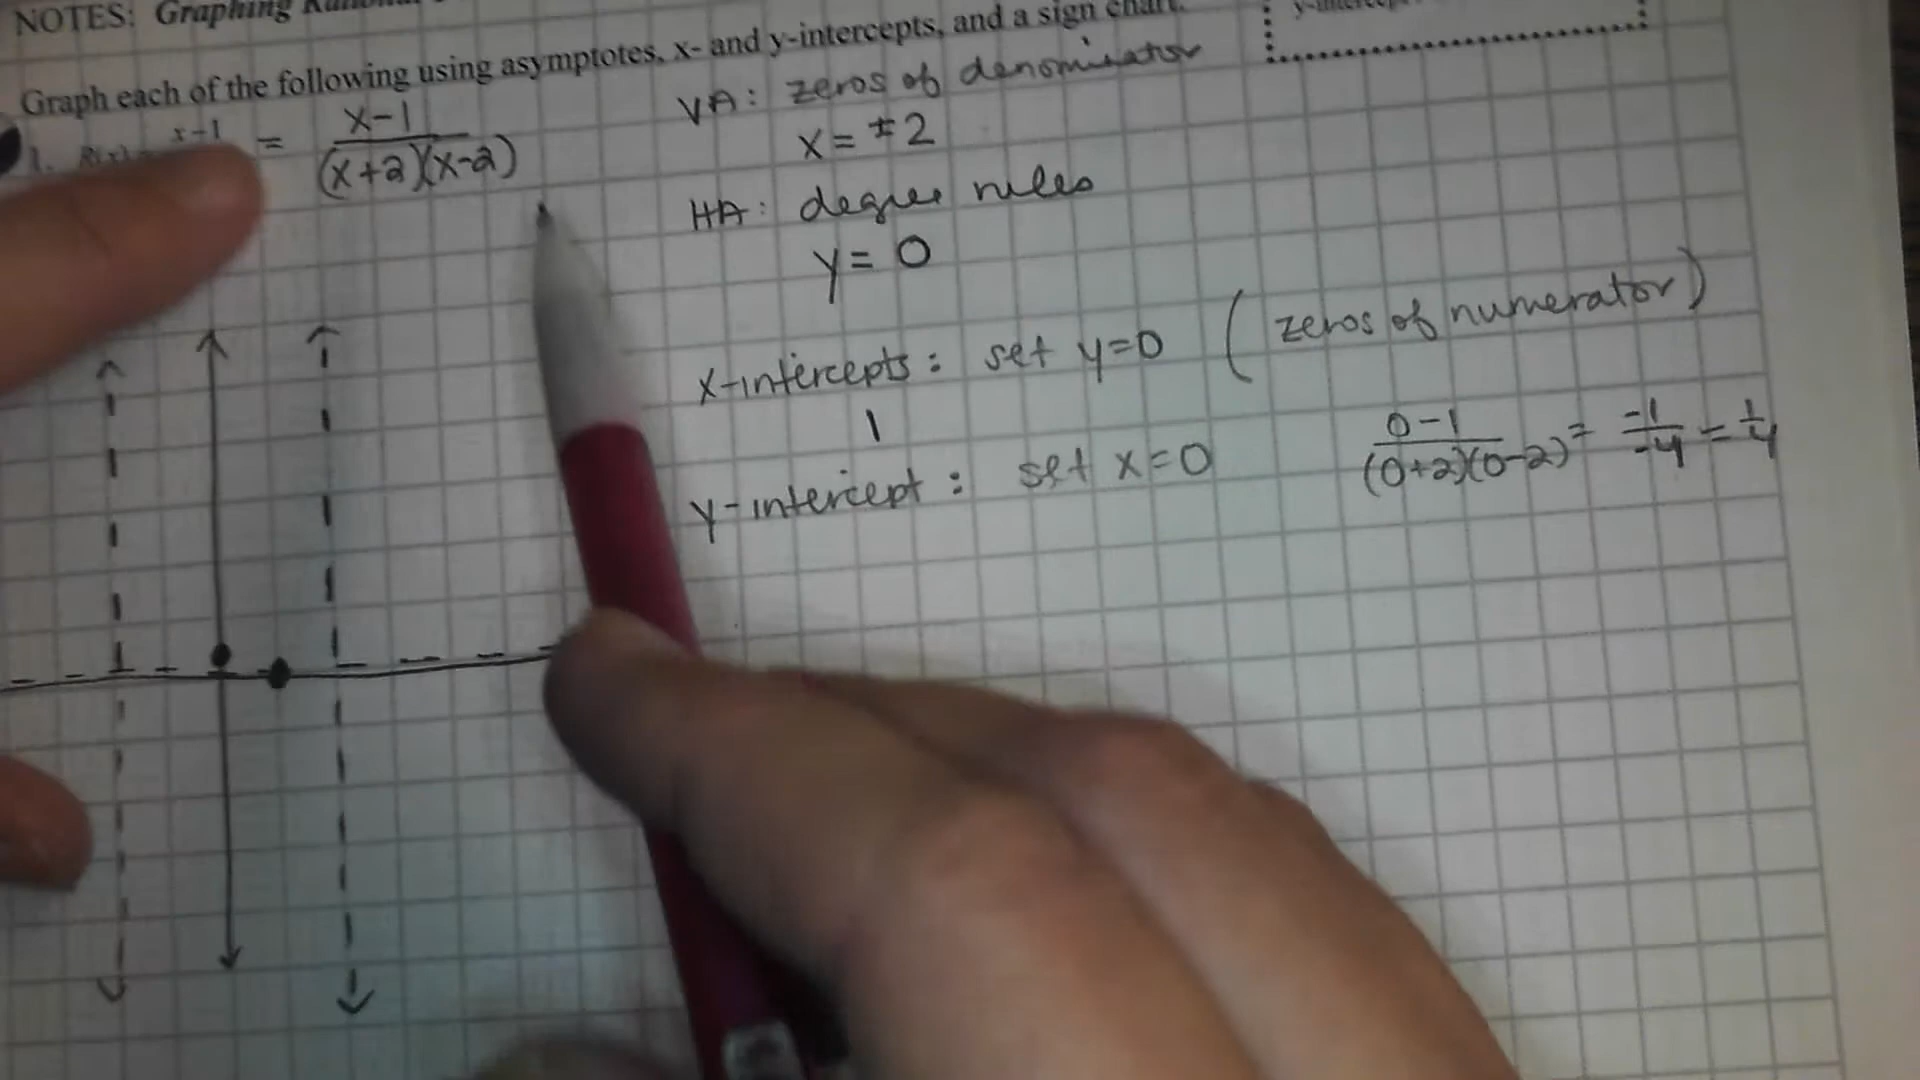 NOTES: Graphing
Graph each of the following using asymptotes, x- and y-intercepts, and a sign chart.
1. x-1 = x-1
(x+2)(x-2)
VA: zeros of denominator
x = ±2
HA: degree rules
y = 0
x-intercepts: set y=0 (zeros of numerator)
1
y-intercept: set x=0
0-1 / (0+2)(0-2) = -1/-4 = 1/4